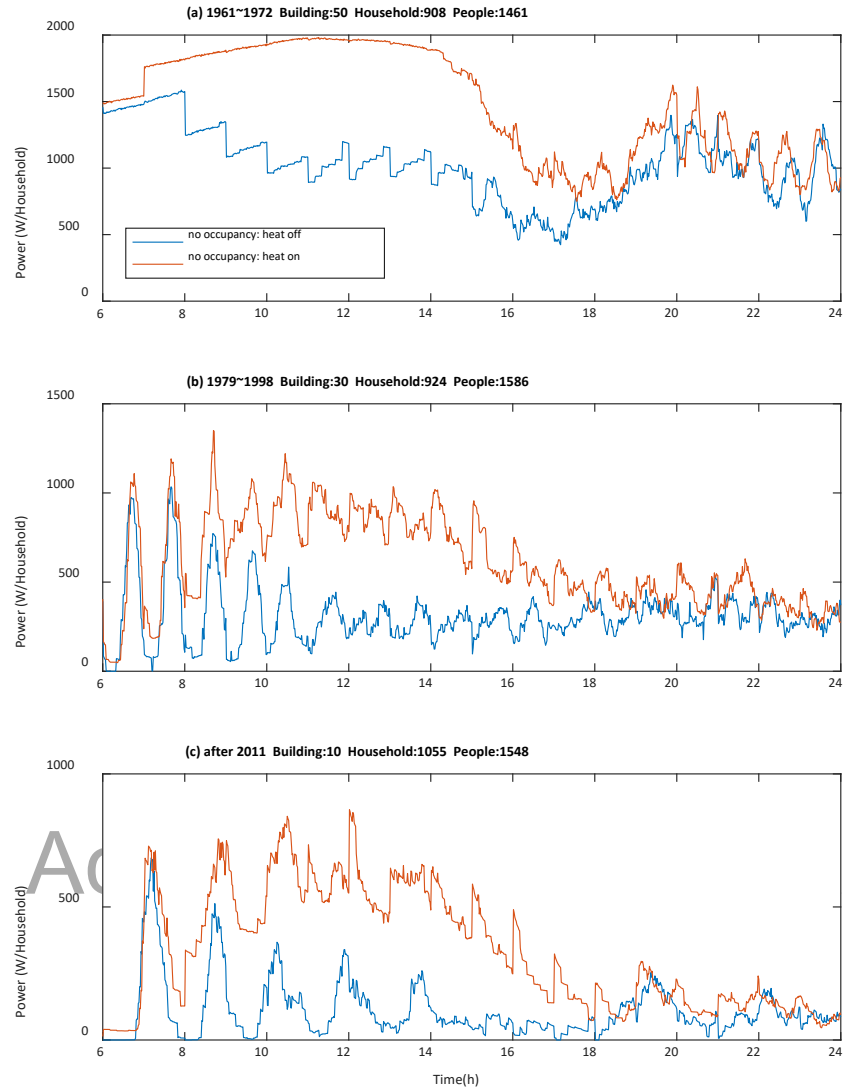 (a) 1961~1972 Building:50 Household:908 People:1461
2000
1500
1000
500
0
Power (W/Household)
no occupancy: heat off
no occupancy: heat on
6 8 10 12 14 16 18 20 22 24
(b) 1979~1998 Building:30 Household:924 People:1586
1500
1000
500
0
Power (W/Household)
6 8 10 12 14 16 18 20 22 24
(c) after 2011 Building:10 Household:1055 People:1548
1000
500
0
Power (W/Household)
6 8 10 12 14 16 18 20 22 24
Time(h)